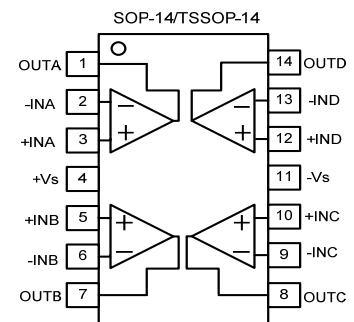 SOP-14/TSSOP-14
OUTA 1 14 OUTD
-INA 2 − − 13 -IND
+INA 3 + + 12 +IND
+Vs 4 11 -Vs
+INB 5 + + 10 +INC
-INB 6 − − 9 -INC
OUTB 7 8 OUTC